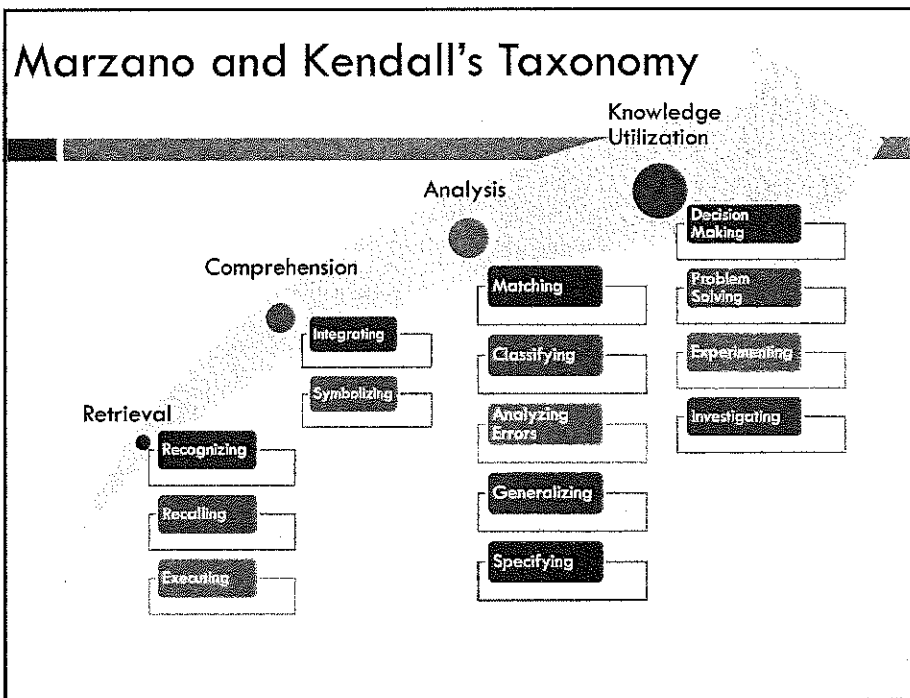 Marzano and Kendall's Taxonomy
Retrieval
Recognizing
Recalling
Executing
Comprehension
Integrating
Symbolizing
Analysis
Matching
Classifying
Analyzing
Errors
Generalizing
Specifying
Knowledge
Utilization
Decision
Making
Problem
Solving
Experimenting
Investigating